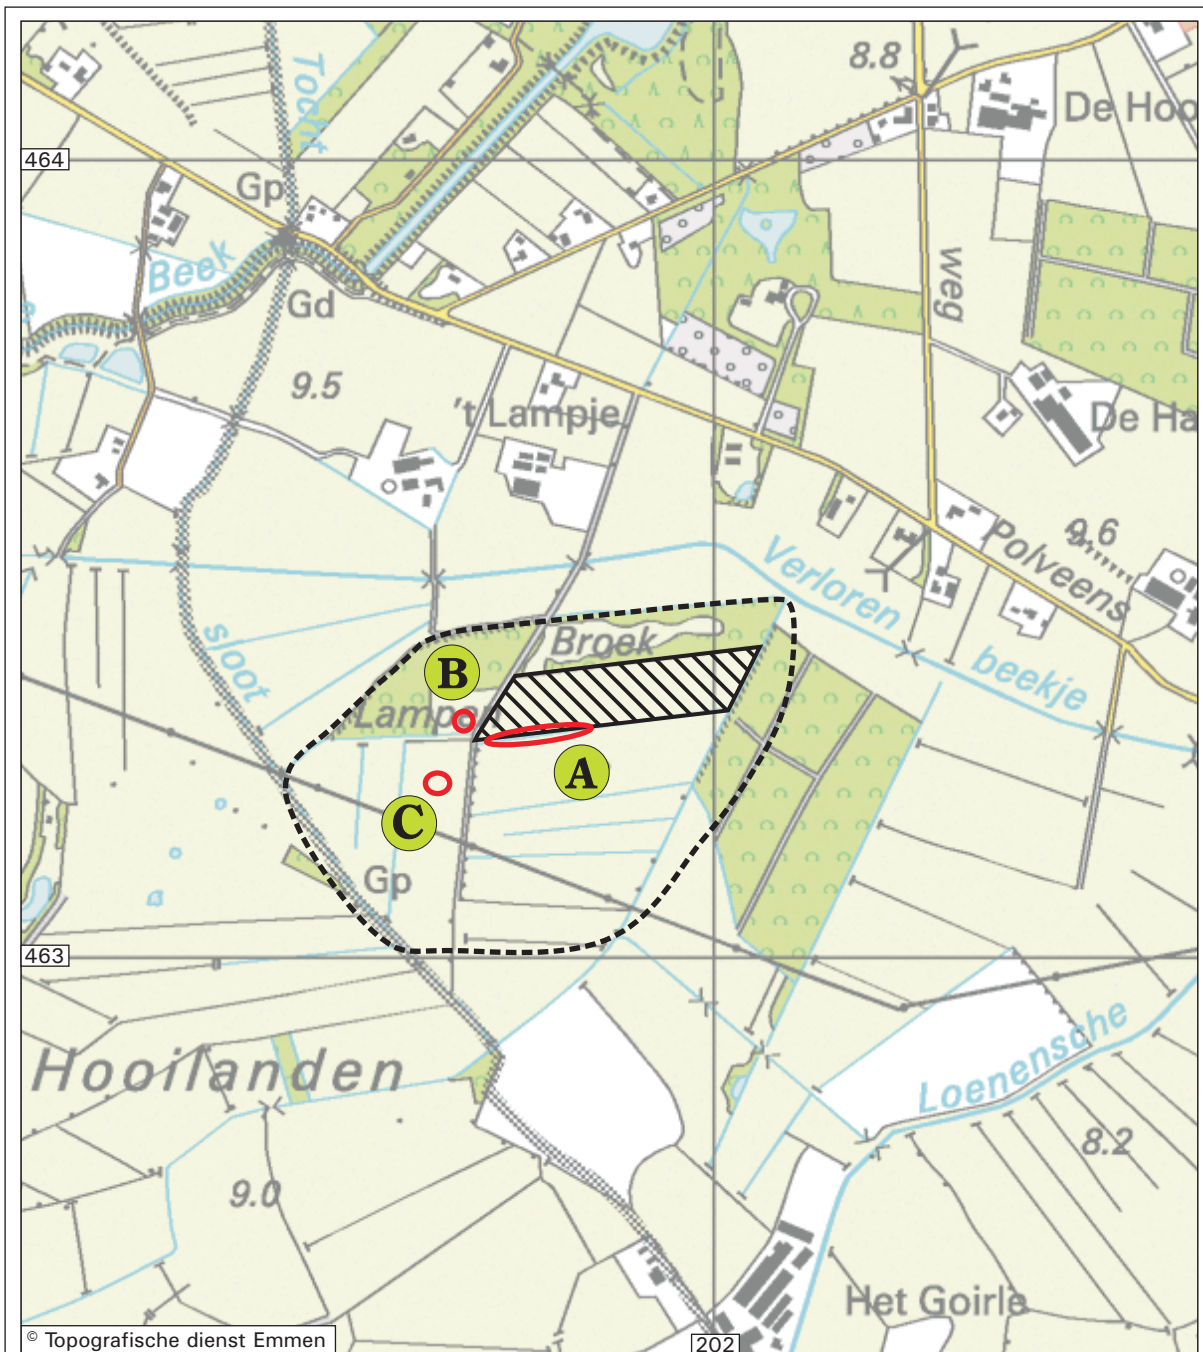 Tocht
8.8
De Hoo
464
Gp
Beek
weg
Gd
9.5
't Lampje
De Ha
9.6
Polveens
Verloren
beekje
sloot
Broek
B
Lampen
A
C
Gp
463
Hooilanden
Loenensche
8.2
9.0
Het Goirle
© Topografische dienst Emmen
202